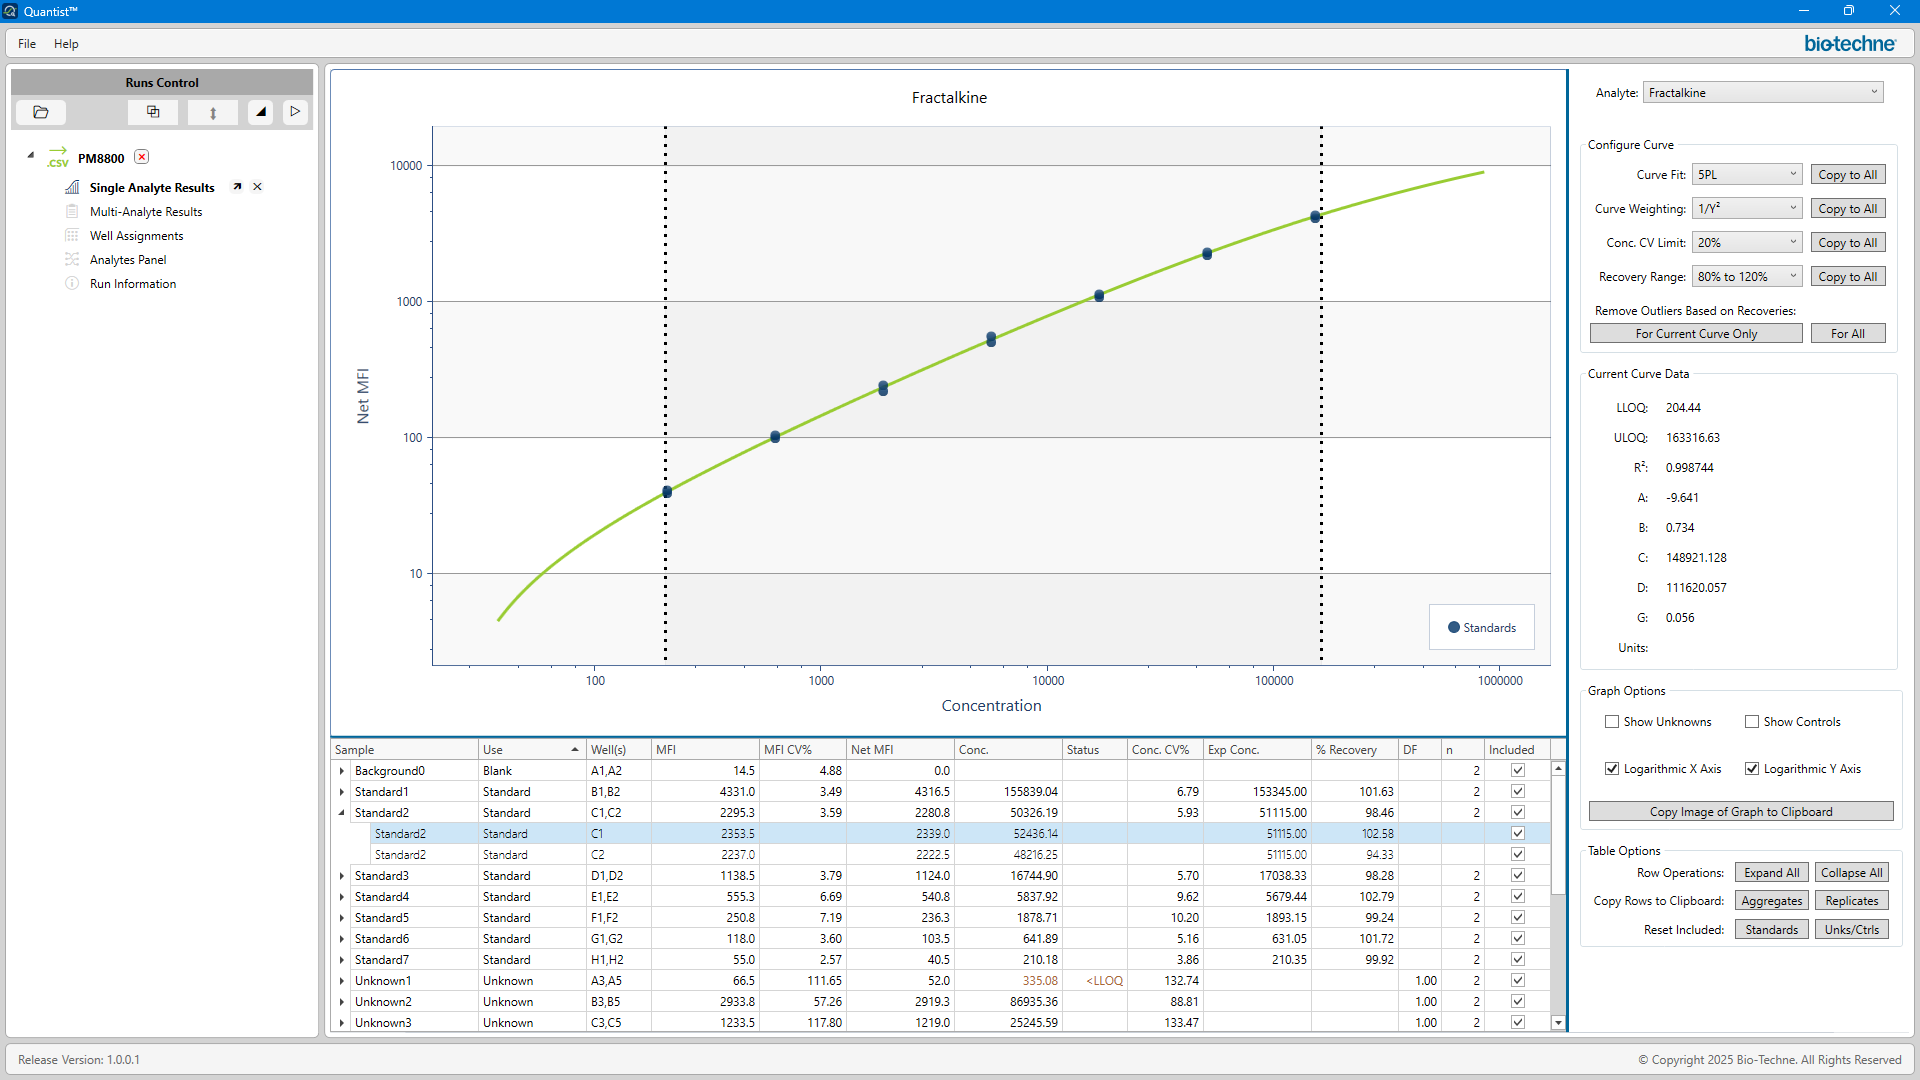 Quantist™
File Help
bio-techne
Runs Control
.CSV PM8800
Single Analyte Results
Multi-Analyte Results
Well Assignments
Analytes Panel
Run Information
Fractalkine
Net MFI
10000
1000
100
10
Standards
100 1000 10000 100000 1000000
Concentration
Sample Use Well(s) MFI MFI CV% Net MFI Conc. Status Conc. CV% Exp Conc. % Recovery DF n Included
Background0 Blank A1,A2 14.5 4.88 0.0 2
Standard1 Standard B1,B2 4331.0 3.49 4316.5 155839.04 6.79 153345.00 101.63 2
Standard2 Standard C1,C2 2295.3 3.59 2280.8 50326.19 5.93 51115.00 98.46 2
Standard2 Standard C1 2353.5 2339.0 52436.14 51115.00 102.58
Standard2 Standard C2 2237.0 2222.5 48216.25 51115.00 94.33
Standard3 Standard D1,D2 1138.5 3.79 1124.0 16744.90 5.70 17038.33 98.28 2
Standard4 Standard E1,E2 555.3 6.69 540.8 5837.92 9.62 5679.44 102.79 2
Standard5 Standard F1,F2 250.8 7.19 236.3 1878.71 10.20 1893.15 99.24 2
Standard6 Standard G1,G2 118.0 3.60 103.5 641.89 5.16 631.05 101.72 2
Standard7 Standard H1,H2 55.0 2.57 40.5 210.18 3.86 210.35 99.92 2
Unknown1 Unknown A3,A5 66.5 111.65 52.0 335.08 <LLOQ 132.74 1.00 2
Unknown2 Unknown B3,B5 2933.8 57.26 2919.3 86935.36 88.81 1.00 2
Unknown3 Unknown C3,C5 1233.5 117.80 1219.0 25245.59 133.47 1.00 2
Analyte: Fractalkine
Configure Curve
Curve Fit: 5PL Copy to All
Curve Weighting: 1/Y² Copy to All
Conc. CV Limit: 20% Copy to All
Recovery Range: 80% to 120% Copy to All
Remove Outliers Based on Recoveries:
For Current Curve Only For All
Current Curve Data
LLOQ: 204.44
ULOQ: 163316.63
R²: 0.998744
A: -9.641
B: 0.734
C: 148921.128
D: 111620.057
G: 0.056
Units:
Graph Options
Show Unknowns Show Controls
Logarithmic X Axis Logarithmic Y Axis
Copy Image of Graph to Clipboard
Table Options
Row Operations: Expand All Collapse All
Copy Rows to Clipboard: Aggregates Replicates
Reset Included: Standards Unks/Ctrls
Release Version: 1.0.0.1
© Copyright 2025 Bio-Techne. All Rights Reserved